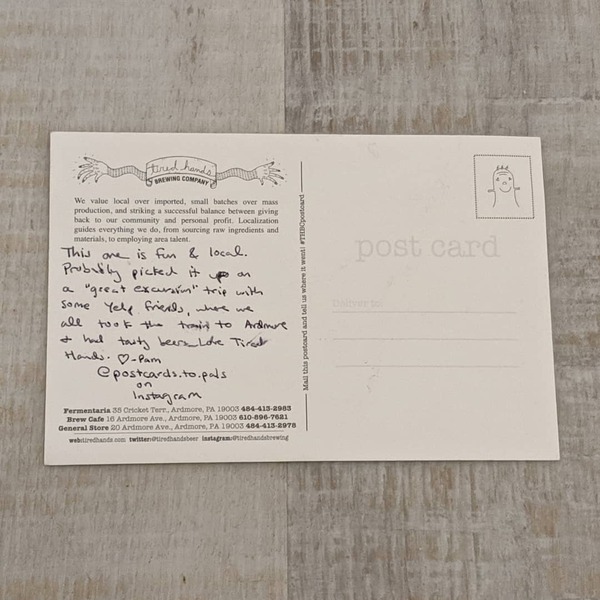 tired hands
BREWING COMPANY
We value local over imported, small batches over mass
production, and striking a successful balance between giving
back to our community and personal profit. Localization
guides everything we do, from sourcing raw ingredients and
materials, to employing area talent.
This one is fun & local.
Probably picked it up on
a "great excursion" trip with
some Yelp friends, where we
all took the train to Ardmore
& had tasty beers. Love Tired
Hands. ♡-Pam
@postcards.to.pals
on
Instagram
Fermentaria 35 Cricket Terr., Ardmore, PA 19003 484-413-2983
Brew Cafe 16 Ardmore Ave., Ardmore, PA 19003 610-896-7621
General Store 20 Ardmore Ave., Ardmore, PA 19003 484-413-2978
web:tiredhands.com twitter:@tiredhandsbeer instagram:@tiredhandsbrewing
Mail this postcard and tell us where it went! #THBCpostcard
post card
Deliver to: